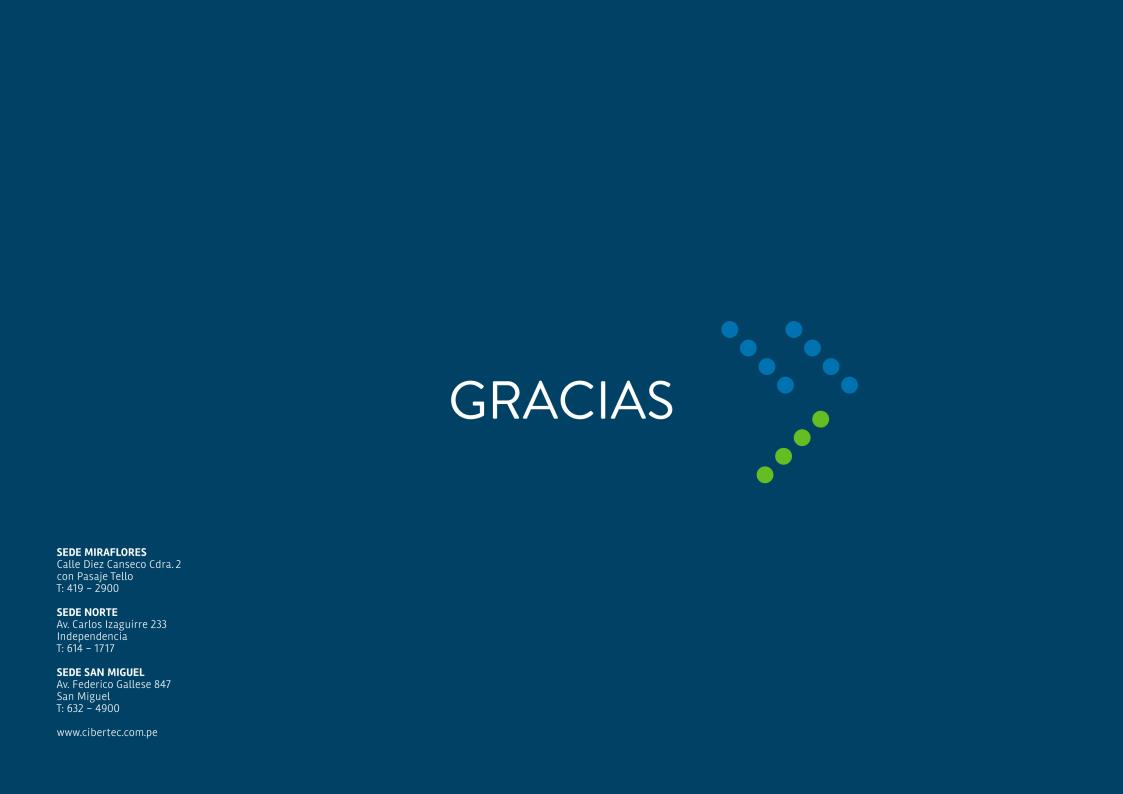 GRACIAS
SEDE MIRAFLORES
Calle Diez Canseco Cdra. 2
con Pasaje Tello
T: 419 – 2900
SEDE NORTE
Av. Carlos Izaguirre 233
Independencia
T: 614 – 1717
SEDE SAN MIGUEL
Av. Federico Gallese 847
San Miguel
T: 632 – 4900
www.cibertec.com.pe